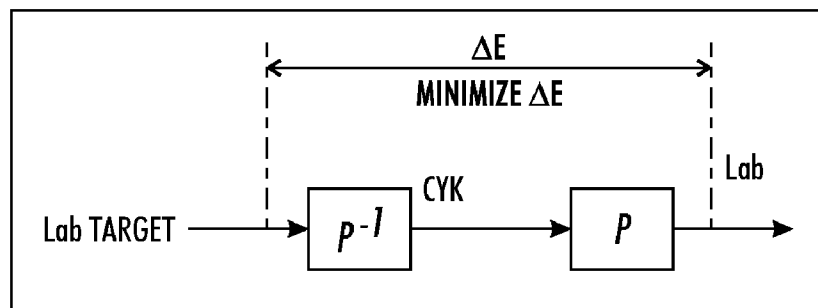 ΔE
MINIMIZE ΔE
Lab
CYK
Lab TARGET
P⁻¹
P